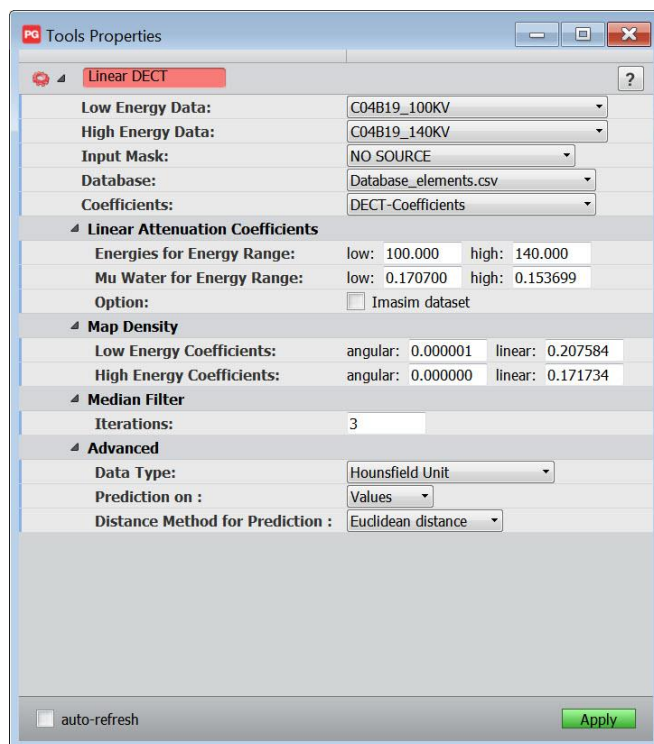 PG Tools Properties
Linear DECT ?
Low Energy Data: C04B19_100KV
High Energy Data: C04B19_140KV
Input Mask: NO SOURCE
Database: Database_elements.csv
Coefficients: DECT-Coefficients
Linear Attenuation Coefficients
Energies for Energy Range: low: 100.000 high: 140.000
Mu Water for Energy Range: low: 0.170700 high: 0.153699
Option: Imasim dataset
Map Density
Low Energy Coefficients: angular: 0.000001 linear: 0.207584
High Energy Coefficients: angular: 0.000000 linear: 0.171734
Median Filter
Iterations: 3
Advanced
Data Type: Hounsfield Unit
Prediction on : Values
Distance Method for Prediction : Euclidean distance
auto-refresh Apply